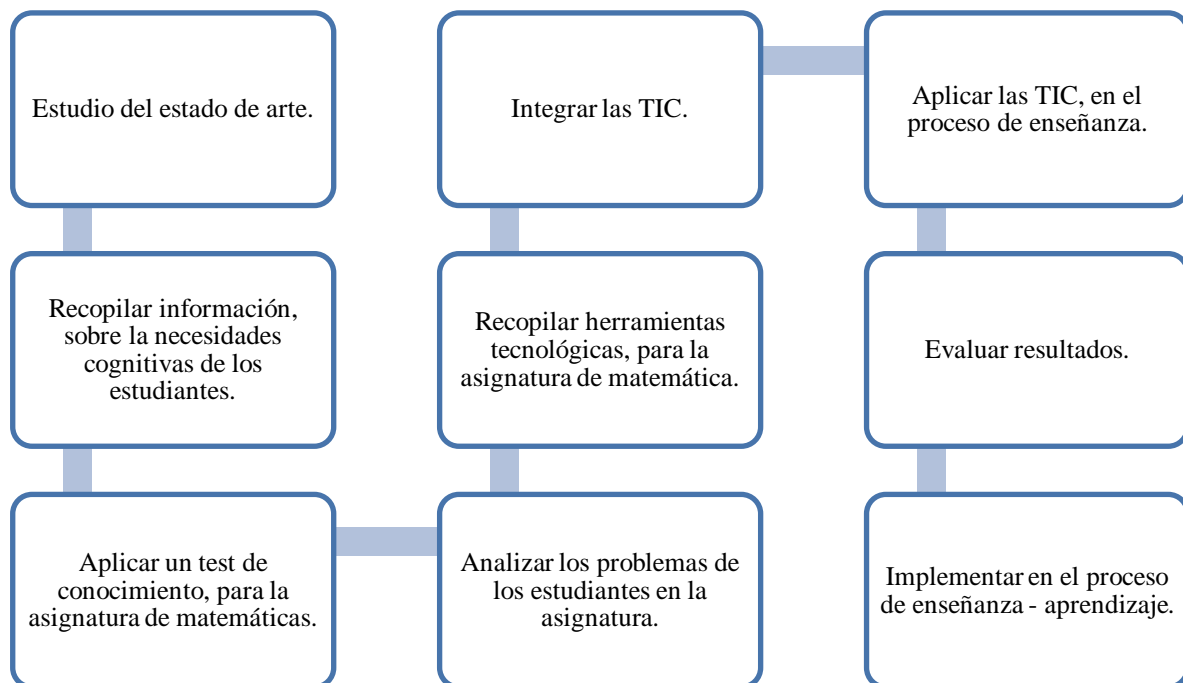 Estudio del estado de arte.
Recopilar información,
sobre la necesidades
cognitivas de los
estudiantes.
Aplicar un test de
conocimiento, para la
asignatura de matemáticas.
Analizar los problemas de
los estudiantes en la
asignatura.
Recopilar herramientas
tecnológicas, para la
asignatura de matemática.
Integrar las TIC.
Aplicar las TIC, en el
proceso de enseñanza.
Evaluar resultados.
Implementar en el proceso
de enseñanza - aprendizaje.